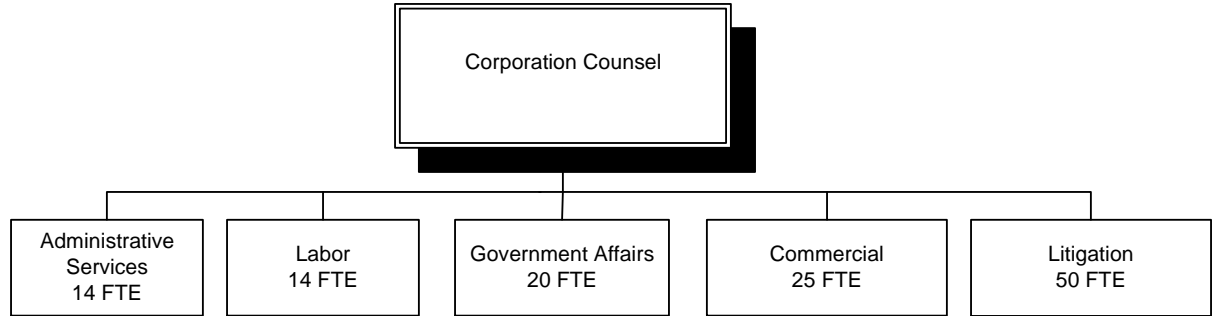 Corporation Counsel
Administrative
Services
14 FTE
Labor
14 FTE
Government Affairs
20 FTE
Commercial
25 FTE
Litigation
50 FTE